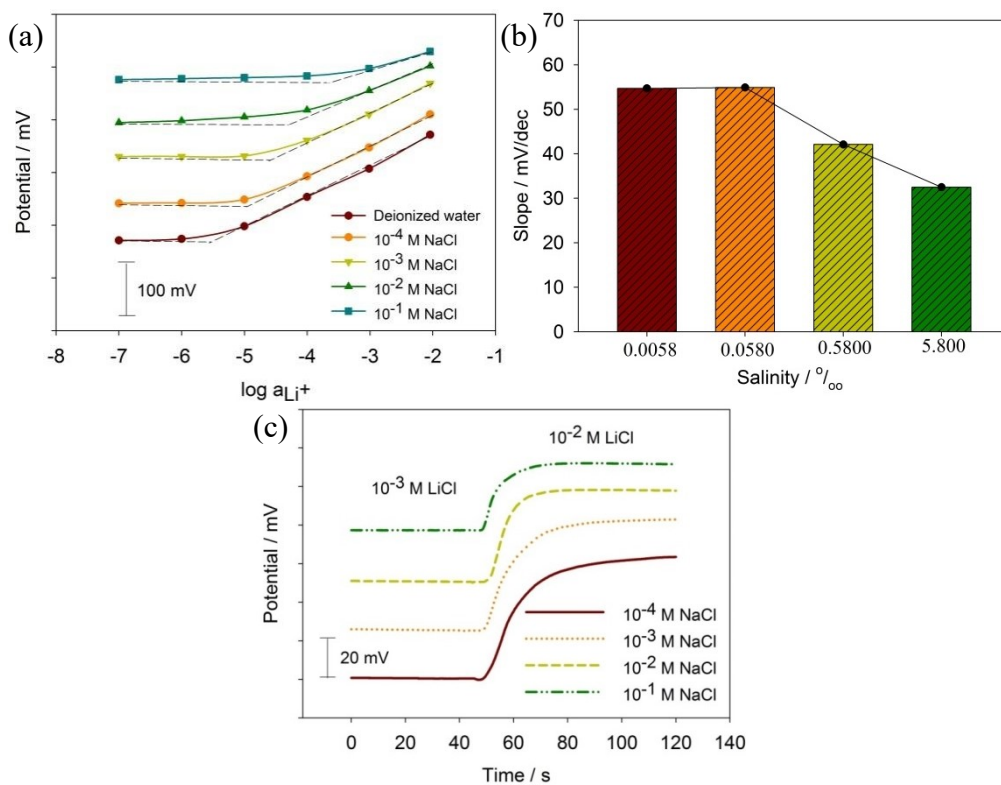 (a)
Potential / mV
100 mV
Deionized water
10⁻⁴ M NaCl
10⁻³ M NaCl
10⁻² M NaCl
10⁻¹ M NaCl
-8 -7 -6 -5 -4 -3 -2 -1
log aLi+
(b)
Slope / mV/dec
70
60
50
40
30
20
10
0
0.0058 0.0580 0.5800 5.800
Salinity / o/oo
(c)
Potential / mV
10⁻² M LiCl
10⁻³ M LiCl
20 mV
10⁻⁴ M NaCl
10⁻³ M NaCl
10⁻² M NaCl
10⁻¹ M NaCl
0 20 40 60 80 100 120 140
Time / s